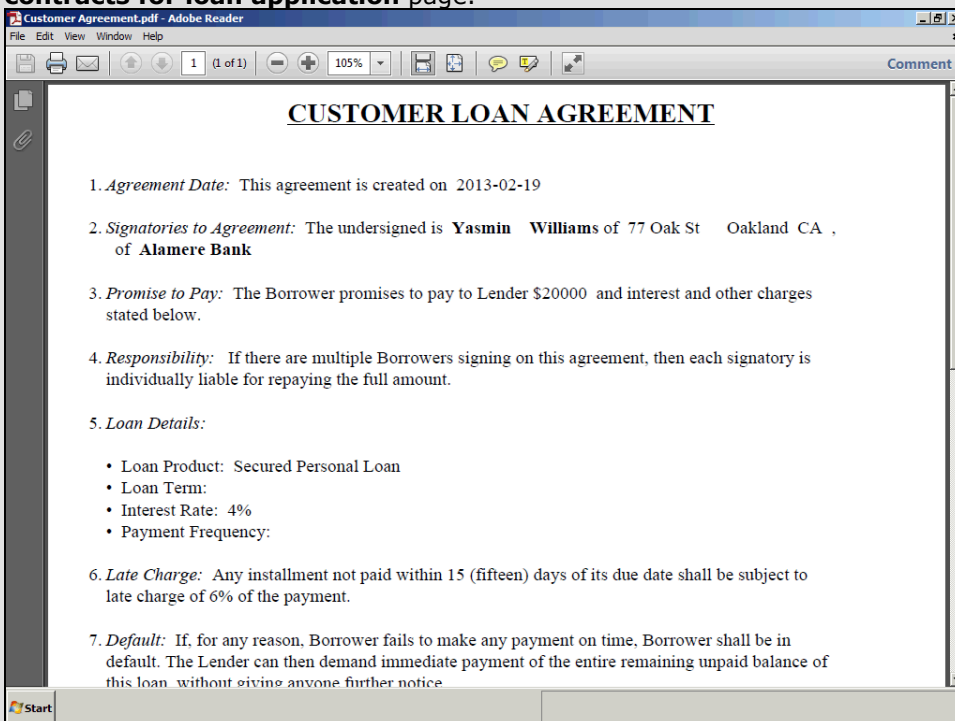 contracts for loan application page.
Customer Agreement.pdf - Adobe Reader
File Edit View Window Help
1 (1 of 1) 105% Comment
CUSTOMER LOAN AGREEMENT
1. Agreement Date: This agreement is created on 2013-02-19
2. Signatories to Agreement: The undersigned is Yasmin Williams of 77 Oak St Oakland CA ,
of Alamere Bank
3. Promise to Pay: The Borrower promises to pay to Lender $20000 and interest and other charges
stated below.
4. Responsibility: If there are multiple Borrowers signing on this agreement, then each signatory is
individually liable for repaying the full amount.
5. Loan Details:
• Loan Product: Secured Personal Loan
• Loan Term:
• Interest Rate: 4%
• Payment Frequency:
6. Late Charge: Any installment not paid within 15 (fifteen) days of its due date shall be subject to
late charge of 6% of the payment.
7. Default: If, for any reason, Borrower fails to make any payment on time, Borrower shall be in
default. The Lender can then demand immediate payment of the entire remaining unpaid balance of
this loan, without giving anyone further notice.
Start